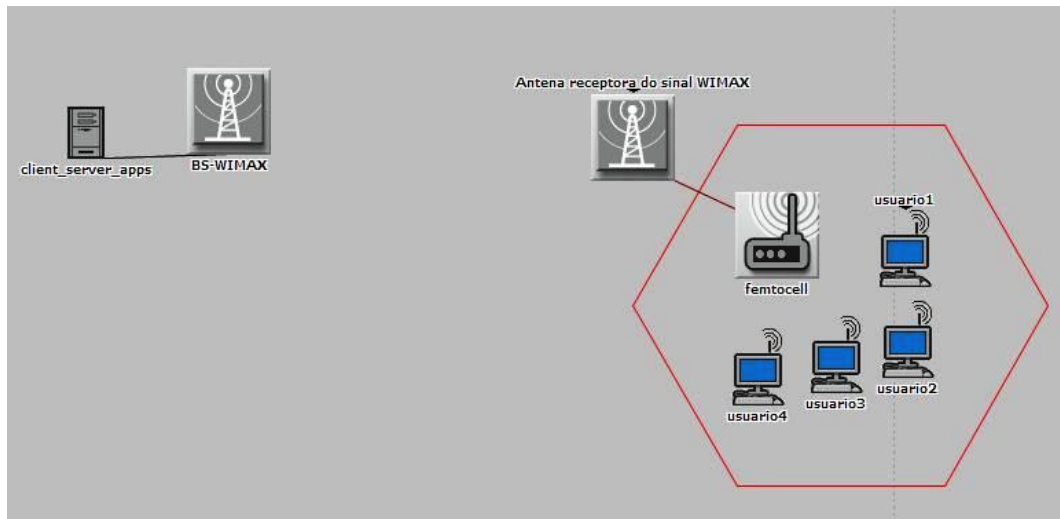 client_server_apps
BS-WIMAX
Antena receptora do sinal WIMAX
femtocell
usuario1
usuario2
usuario3
usuario4